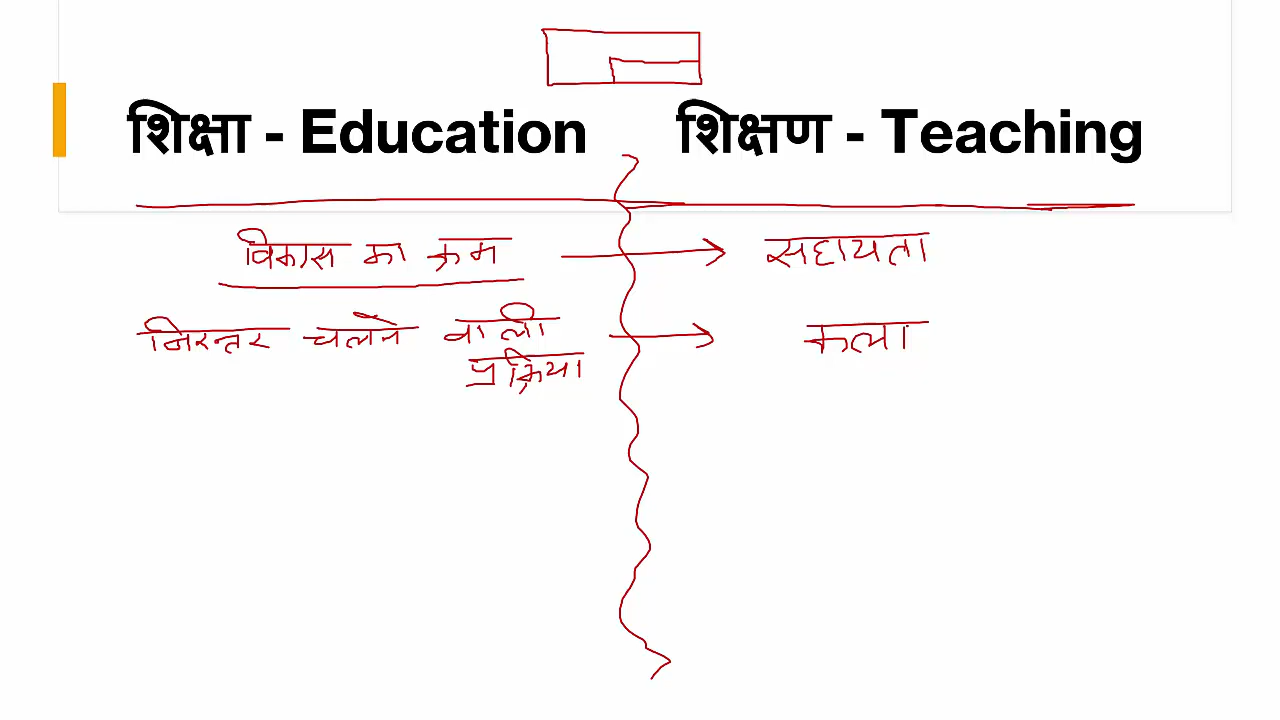 शिक्षा - Education शिक्षण - Teaching
विकास का क्रम → सहायता
निरन्तर चलने वाली → कला
प्रक्रिया